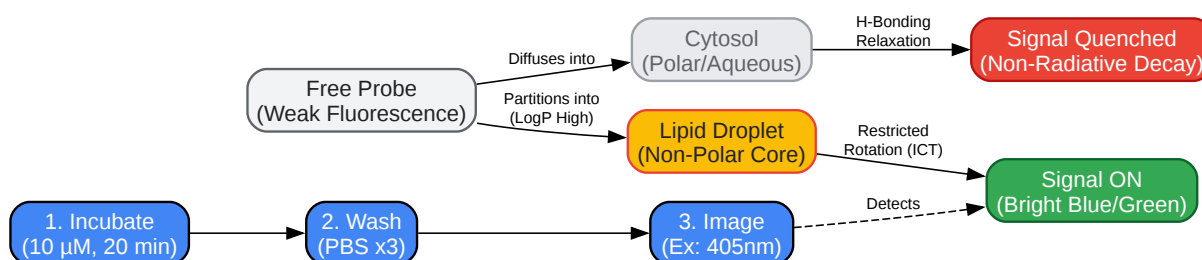 Free Probe
(Weak Fluorescence)
Diffuses into
Cytosol
(Polar/Aqueous)
H-Bonding
Relaxation
Signal Quenched
(Non-Radiative Decay)
Partitions into
(LogP High)
Lipid Droplet
(Non-Polar Core)
Restricted
Rotation (ICT)
Signal ON
(Bright Blue/Green)
1. Incubate
(10 µM, 20 min)
2. Wash
(PBS x3)
3. Image
(Ex: 405nm)
Detects